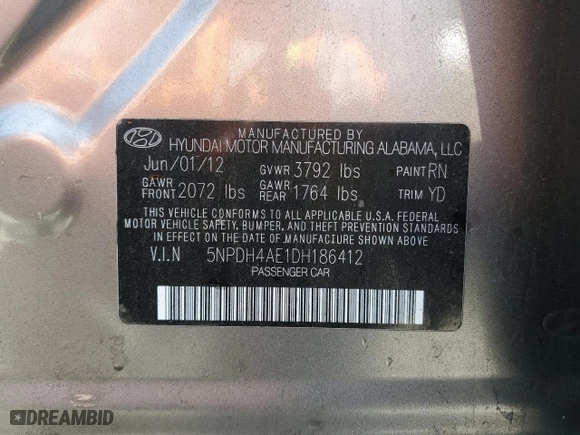 MANUFACTURED BY
HYUNDAI MOTOR MANUFACTURING ALABAMA, LLC
Jun/01/12 GVWR 3792 lbs PAINT RN
GAWR FRONT 2072 lbs GAWR REAR 1764 lbs TRIM YD
THIS VEHICLE CONFORMS TO ALL APPLICABLE U.S.A. FEDERAL
MOTOR VEHICLE SAFETY, BUMPER, AND THEFT PREVENTION STANDARDS
IN EFFECT ON THE DATE OF MANUFACTURE SHOWN ABOVE
V.I.N 5NPDH4AE1DH186412
PASSENGER CAR
DREAMBID